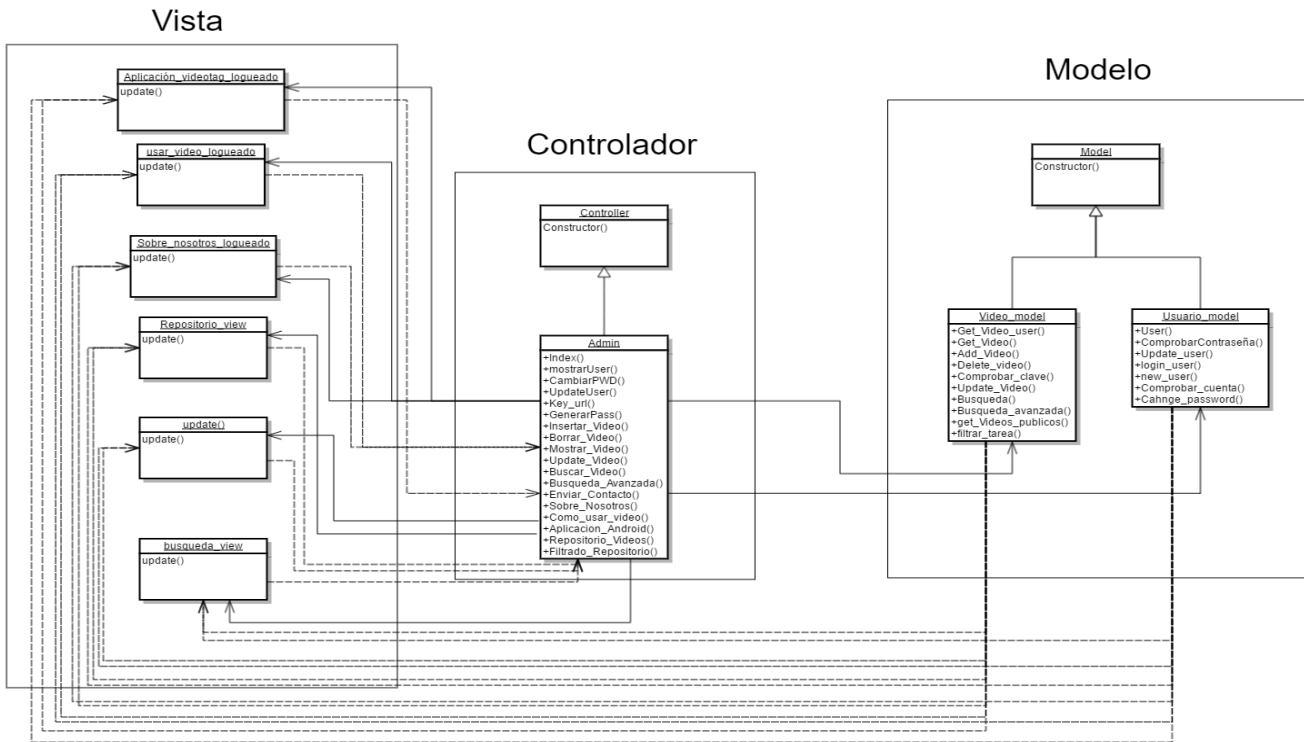 Vista
Aplicación_videotag_logueado
update()
usar_video_logueado
update()
Sobre_nosotros_logueado
update()
Repositorio_view
update()
update()
update()
busqueda_view
update()
Controlador
Controller
Constructor()
Admin
+Index()
+mostrarUser()
+CambiarPWD()
+UpdateUser()
+Key_url()
+GenerarPass()
+Insertar_Video()
+Borrar_Video()
+Mostrar_Video()
+Update_Video()
+Buscar_Video()
+Busqueda_Avanzada()
+Enviar_Contacto()
+Sobre_Nosotros()
+Como_usar_video()
+Aplicacion_Android()
+Repositorio_Videos()
+Filtrado_Repositorio()
Modelo
Model
Constructor()
Video_model
+Get_Video_user()
+Get_Video()
+Add_Video()
+Delete_video()
+Comprobar_clave()
+Update_Video()
+Busqueda()
+Busqueda_avanzada()
+get_Videos_publicos()
+filtrar_tarea()
Usuario_model
+User()
+ComprobarContraseña()
+Update_user()
+login_user()
+new_user()
+Comprobar_cuenta()
+Cahnge_password()